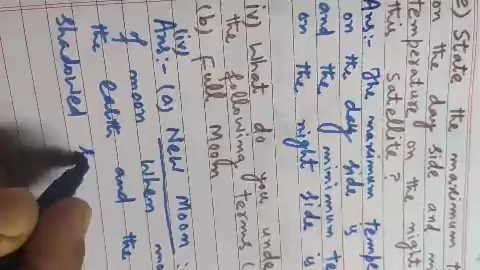 e) State the maximum t
on the day side and m
temperature on the night
this satellite?
Ans:- The maximum tempe
on the day side is
and the minimum te
on the night side is
iv) What do you unde
the following terms (
(b) Full Moon
(iv)
Ans:- (a) New Moon:
of moon When mo
the earth and the
shadowed